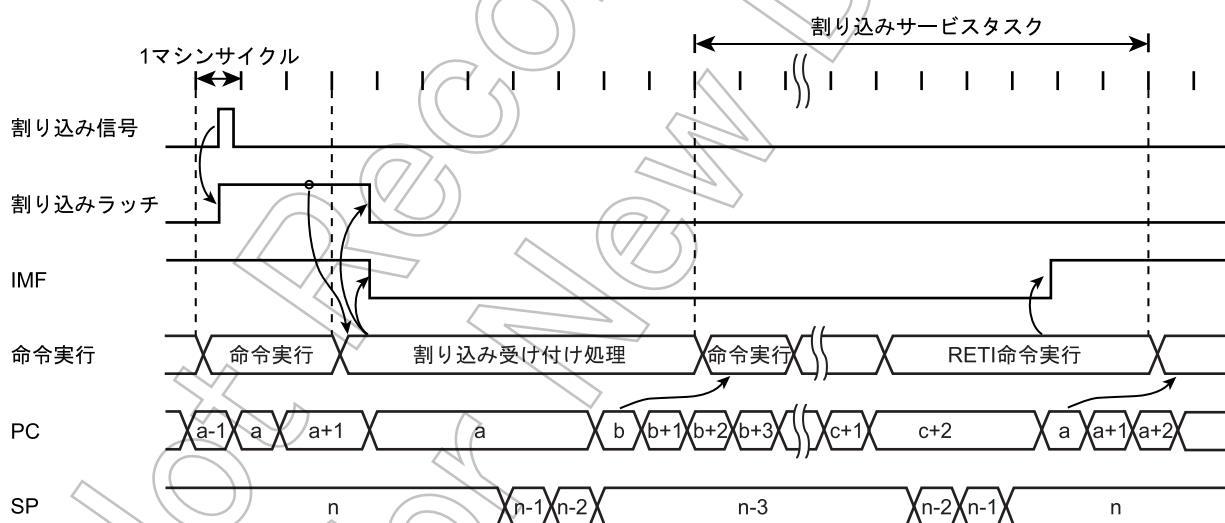 割り込みサービスタスク
1マシンサイクル
割り込み信号
割り込みラッチ
IMF
命令実行 命令実行 割り込み受け付け処理 命令実行 RETI命令実行
PC a-1 a a+1 a b b+1 b+2 b+3 c+1 c+2 a a+1 a+2
SP n n-1 n-2 n-3 n-2 n-1 n
Not Reco
or New D